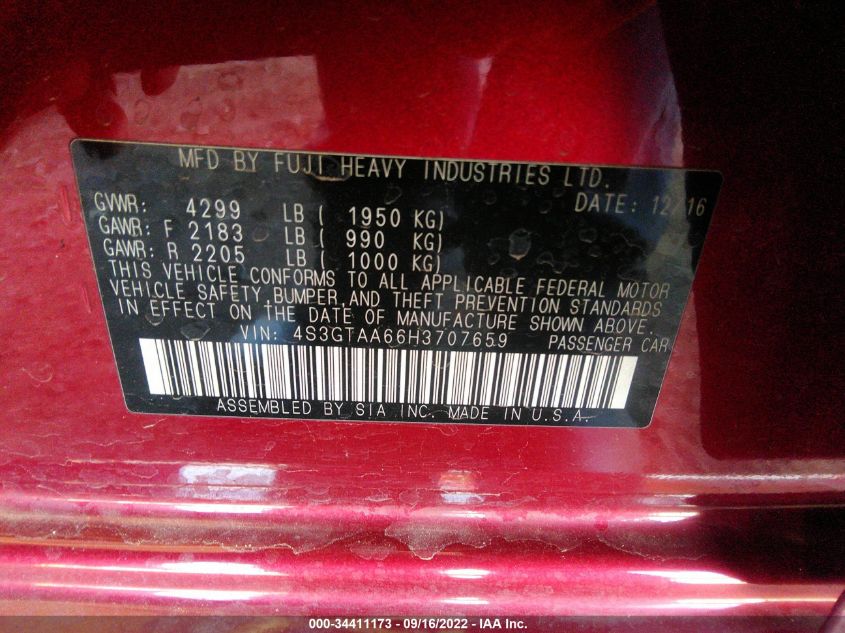 MFD BY FUJI HEAVY INDUSTRIES LTD.
DATE: 12/16
GVWR: 4299 LB ( 1950 KG)
GAWR: F 2183 LB ( 990 KG)
GAWR: R 2205 LB ( 1000 KG)
THIS VEHICLE CONFORMS TO ALL APPLICABLE FEDERAL MOTOR
VEHICLE SAFETY,BUMPER,AND THEFT PREVENTION STANDARDS
IN EFFECT ON THE DATE OF MANUFACTURE SHOWN ABOVE.
VIN: 4S3GTAA66H3707659 PASSENGER CAR
ASSEMBLED BY SIA INC. MADE IN U.S.A.
000-34411173 - 09/16/2022 - IAA Inc.